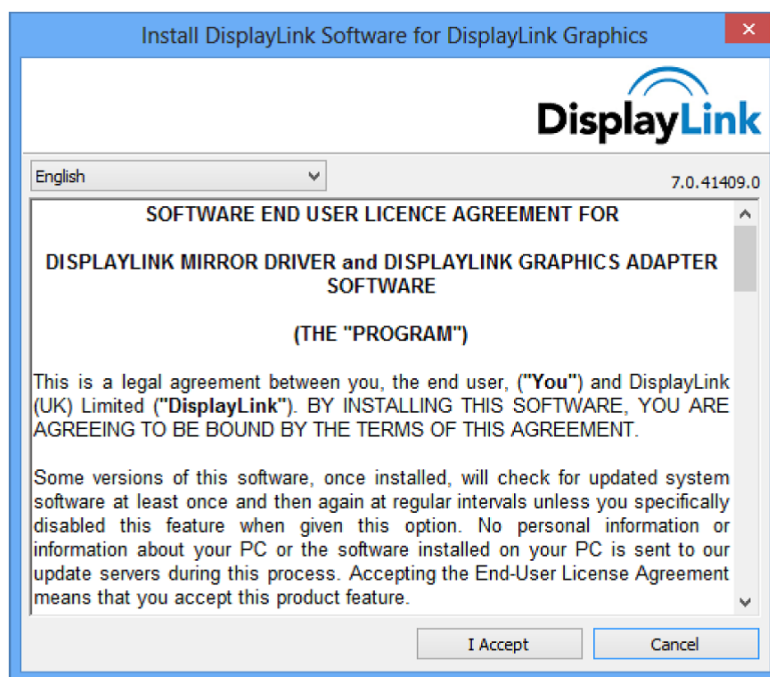 Install DisplayLink Software for DisplayLink Graphics
DisplayLink
English
7.0.41409.0
SOFTWARE END USER LICENCE AGREEMENT FOR
DISPLAYLINK MIRROR DRIVER and DISPLAYLINK GRAPHICS ADAPTER
SOFTWARE
(THE "PROGRAM")
This is a legal agreement between you, the end user, ("You") and DisplayLink
(UK) Limited ("DisplayLink"). BY INSTALLING THIS SOFTWARE, YOU ARE
AGREEING TO BE BOUND BY THE TERMS OF THIS AGREEMENT.
Some versions of this software, once installed, will check for updated system
software at least once and then again at regular intervals unless you specifically
disabled this feature when given this option. No personal information or
information about your PC or the software installed on your PC is sent to our
update servers during this process. Accepting the End-User License Agreement
means that you accept this product feature.
I Accept
Cancel